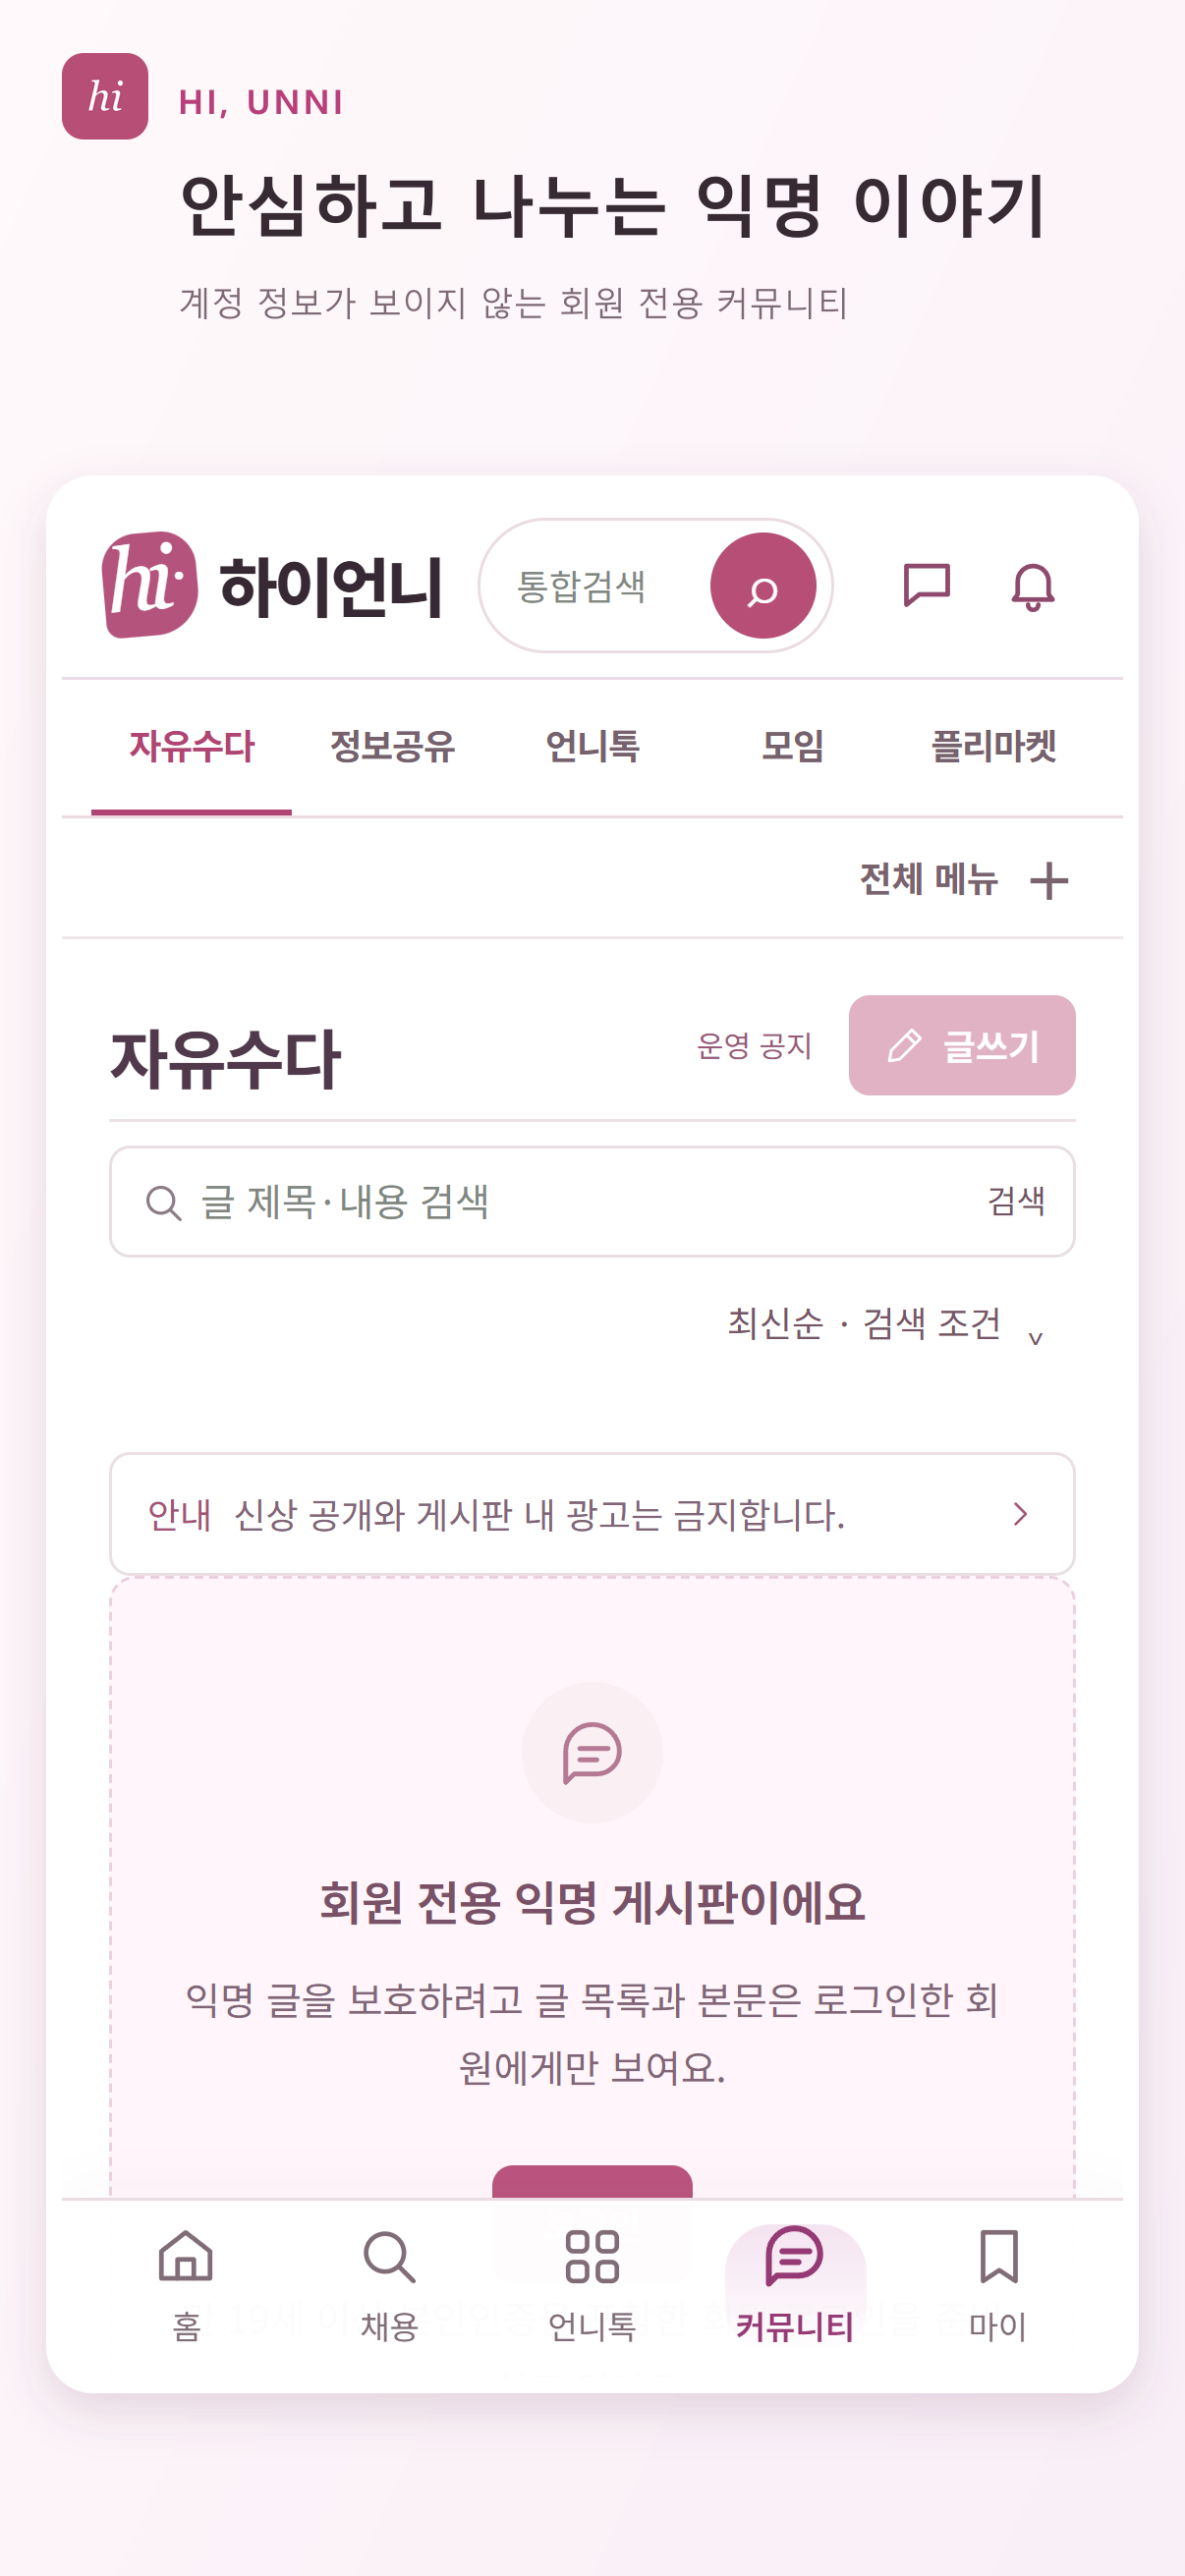 hi
HI, UNNI
안심하고 나누는 익명 이야기
계정 정보가 보이지 않는 회원 전용 커뮤니티
hi 하이언니 통합검색
자유수다 정보공유 언니톡 모임 플리마켓
전체 메뉴
자유수다 운영 공지 글쓰기
글 제목·내용 검색 검색
최신순 · 검색 조건
안내 신상 공개와 게시판 내 광고는 금지합니다.
회원 전용 익명 게시판이에요
익명 글을 보호하려고 글 목록과 본문은 로그인한 회
원에게만 보여요.
홈 채용 언니톡 커뮤니티 마이